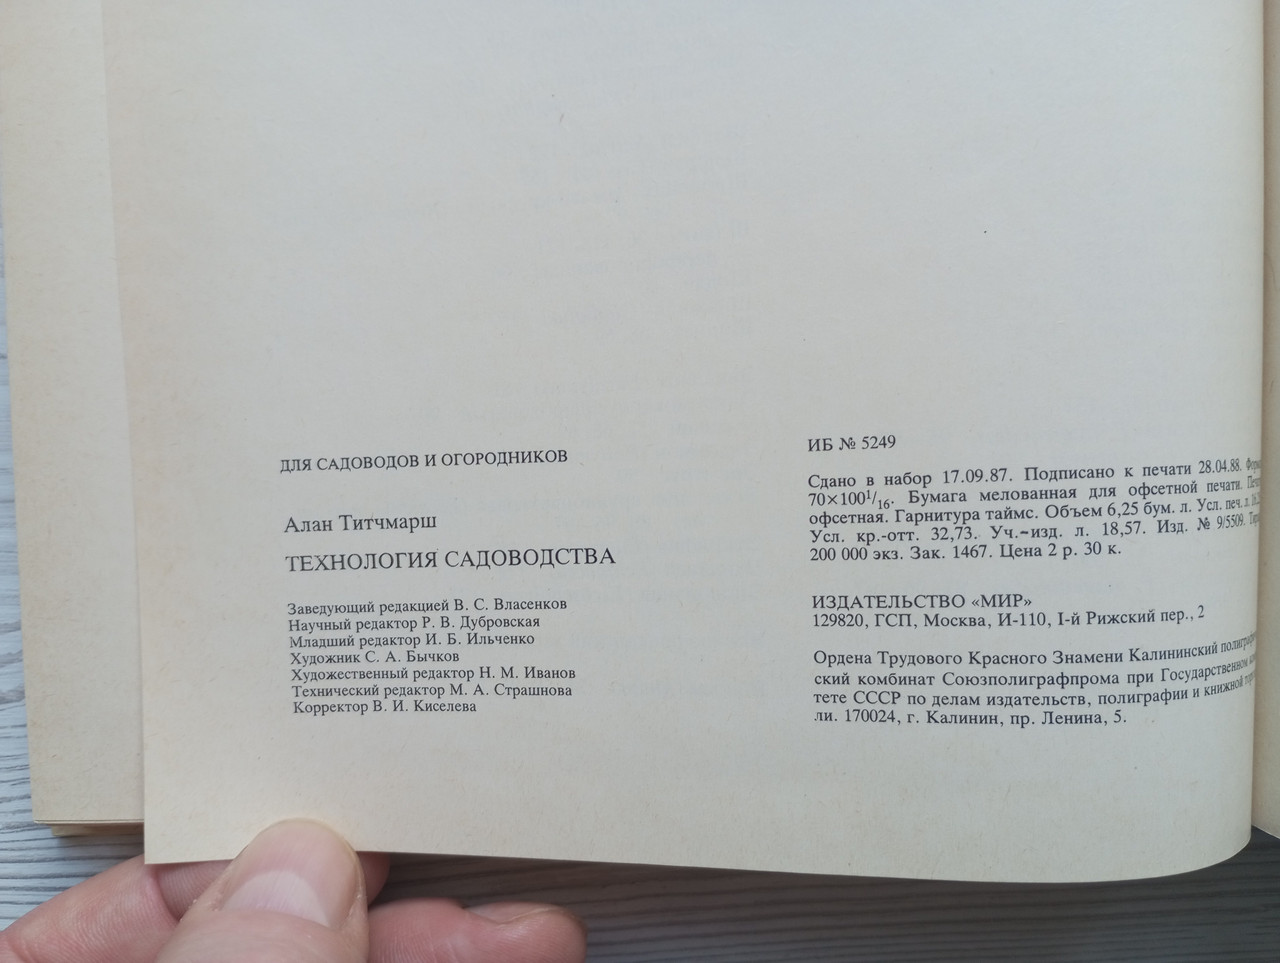 ДЛЯ САДОВОДОВ И ОГОРОДНИКОВ
Алан Титчмарш
ТЕХНОЛОГИЯ САДОВОДСТВА
Заведующий редакцией В. С. Власенков
Научный редактор Р. В. Дубровская
Младший редактор И. Б. Ильченко
Художник С. А. Бычков
Художественный редактор Н. М. Иванов
Технический редактор М. А. Страшнова
Корректор В. И. Киселева
ИБ № 5249
Сдано в набор 17.09.87. Подписано к печати 28.04.88.
70×100¹/₁₆. Бумага мелованная для офсетной печати.
офсетная. Гарнитура таймс. Объем 6,25 бум. л. Усл. печ. л.
Усл. кр.-отт. 32,73. Уч.-изд. л. 18,57. Изд. № 9/5509.
200 000 экз. Зак. 1467. Цена 2 р. 30 к.
ИЗДАТЕЛЬСТВО «МИР»
129820, ГСП, Москва, И-110, 1-й Рижский пер., 2
Ордена Трудового Красного Знамени Калининский
ский комбинат Союзполиграфпрома при Государственном
тете СССР по делам издательств, полиграфии и книжной
ли. 170024, г. Калинин, пр. Ленина, 5.